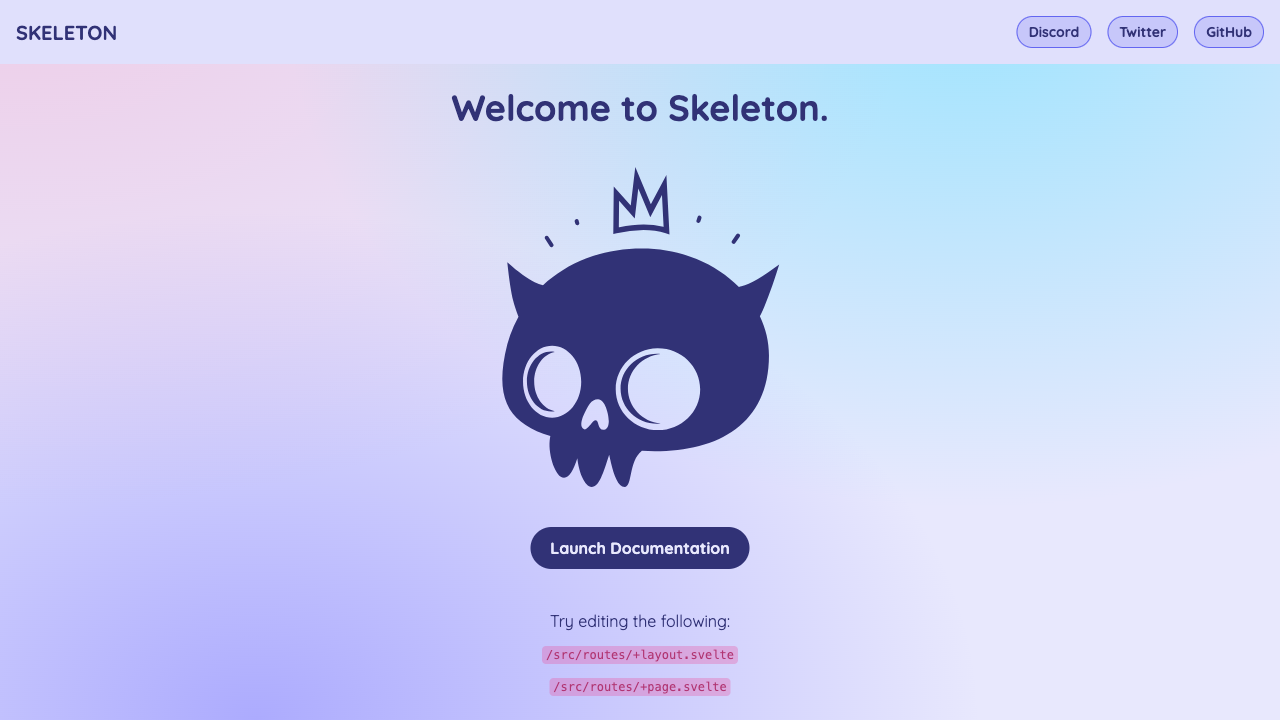 SKELETON
Discord
Twitter
GitHub
Welcome to Skeleton.
Launch Documentation
Try editing the following:
/src/routes/+layout.svelte
/src/routes/+page.svelte